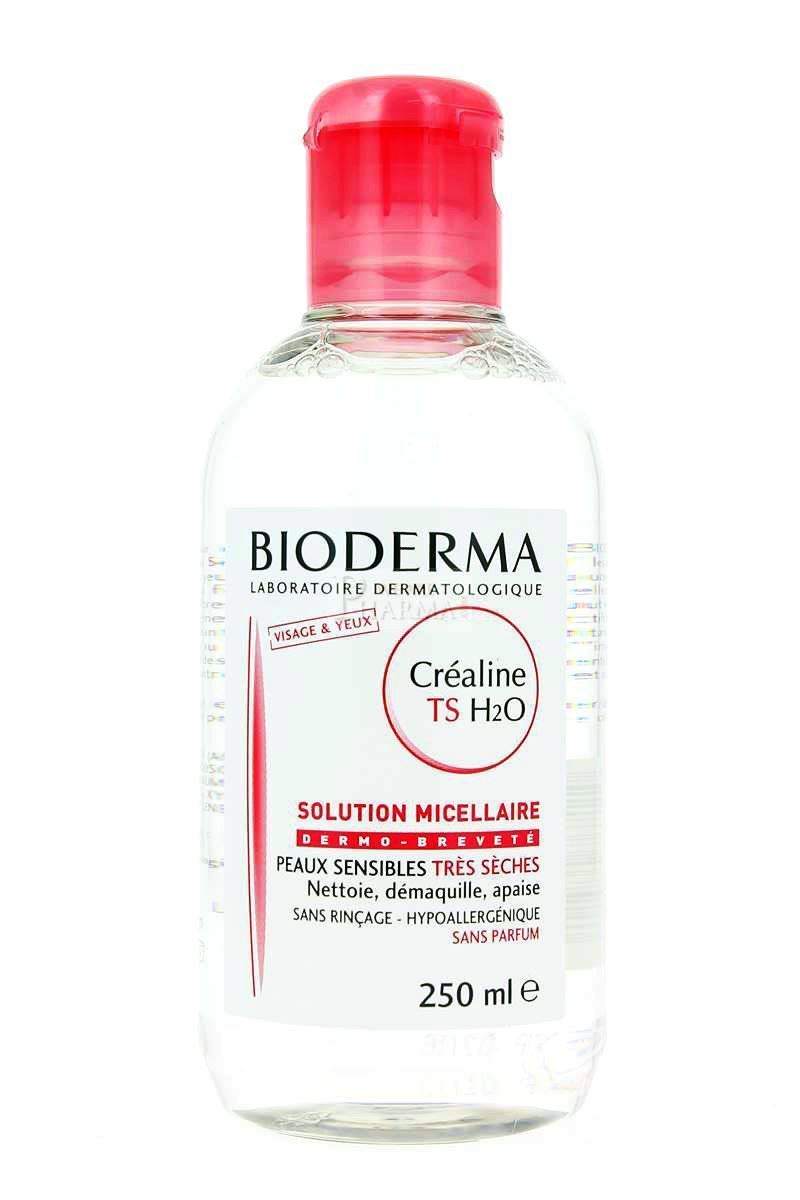 BIODERMA
LABORATOIRE DERMATOLOGIQUE
PHARMA
VISAGE & YEUX
Créaline
TS H2O
SOLUTION MICELLAIRE
DERMO-BREVETÉ
PEAUX SENSIBLES TRÈS SÈCHES
Nettoie, démaquille, apaise
SANS RINÇAGE - HYPOALLERGÉNIQUE
SANS PARFUM
250 ml e